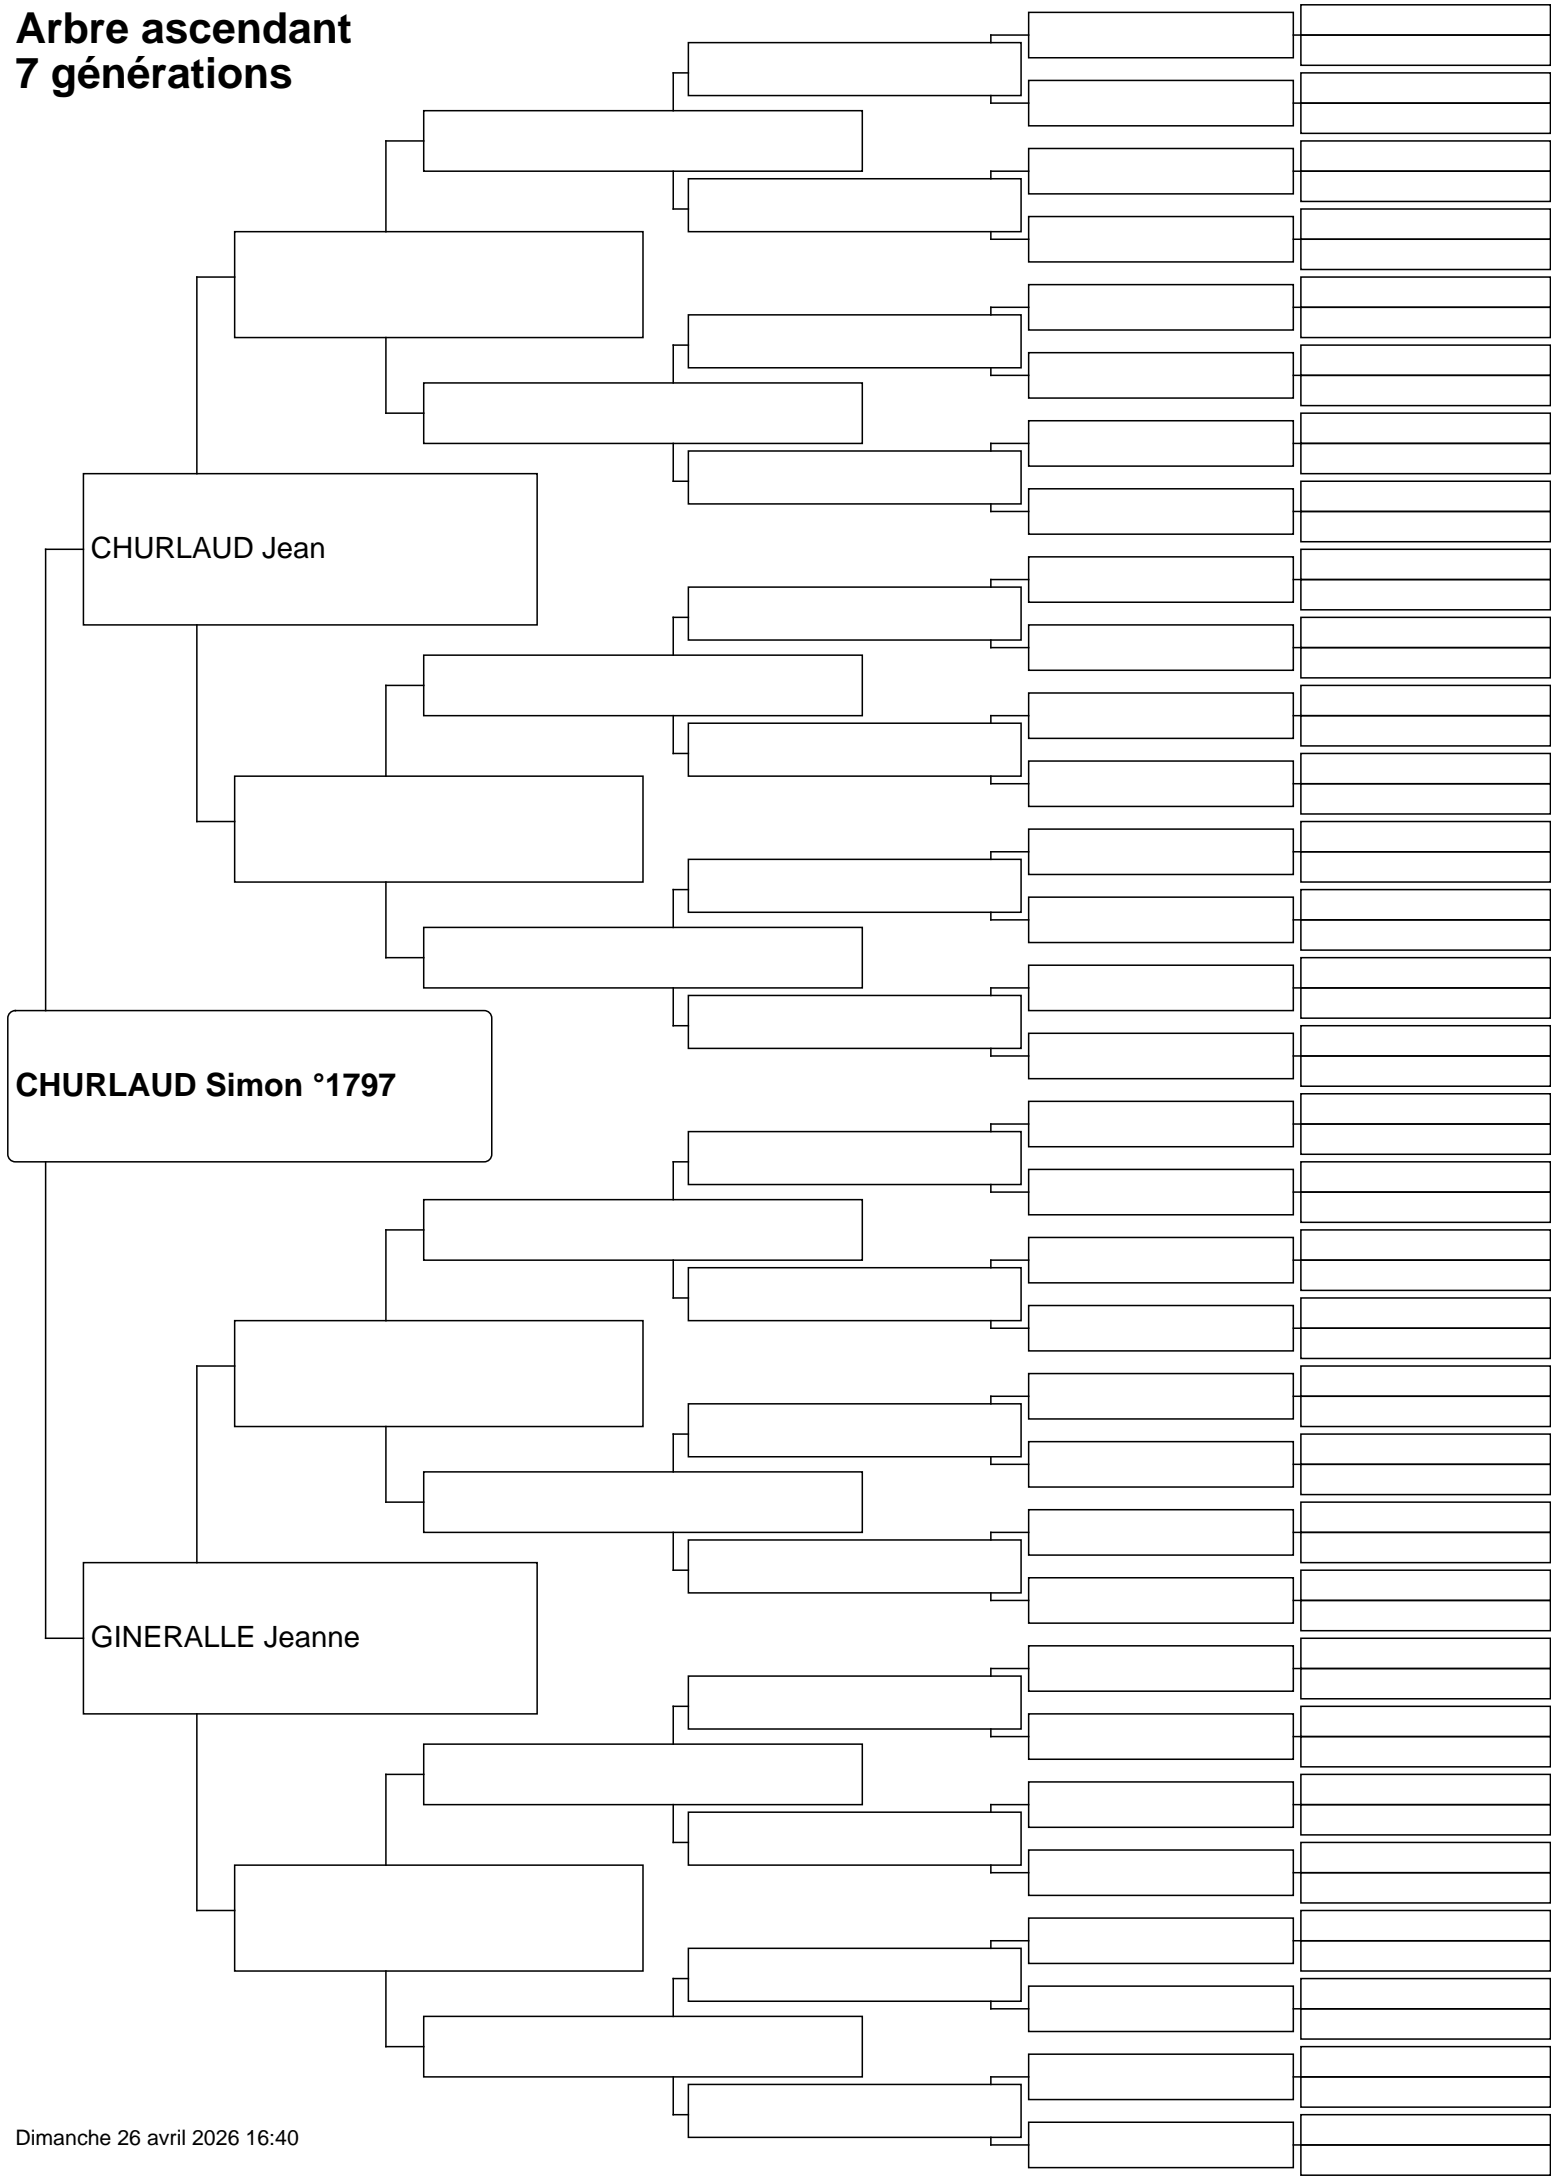 Arbre ascendant
7 générations
CHURLAUD Jean
CHURLAUD Simon °1797
GINERALLE Jeanne
Dimanche 26 avril 2026 16:40